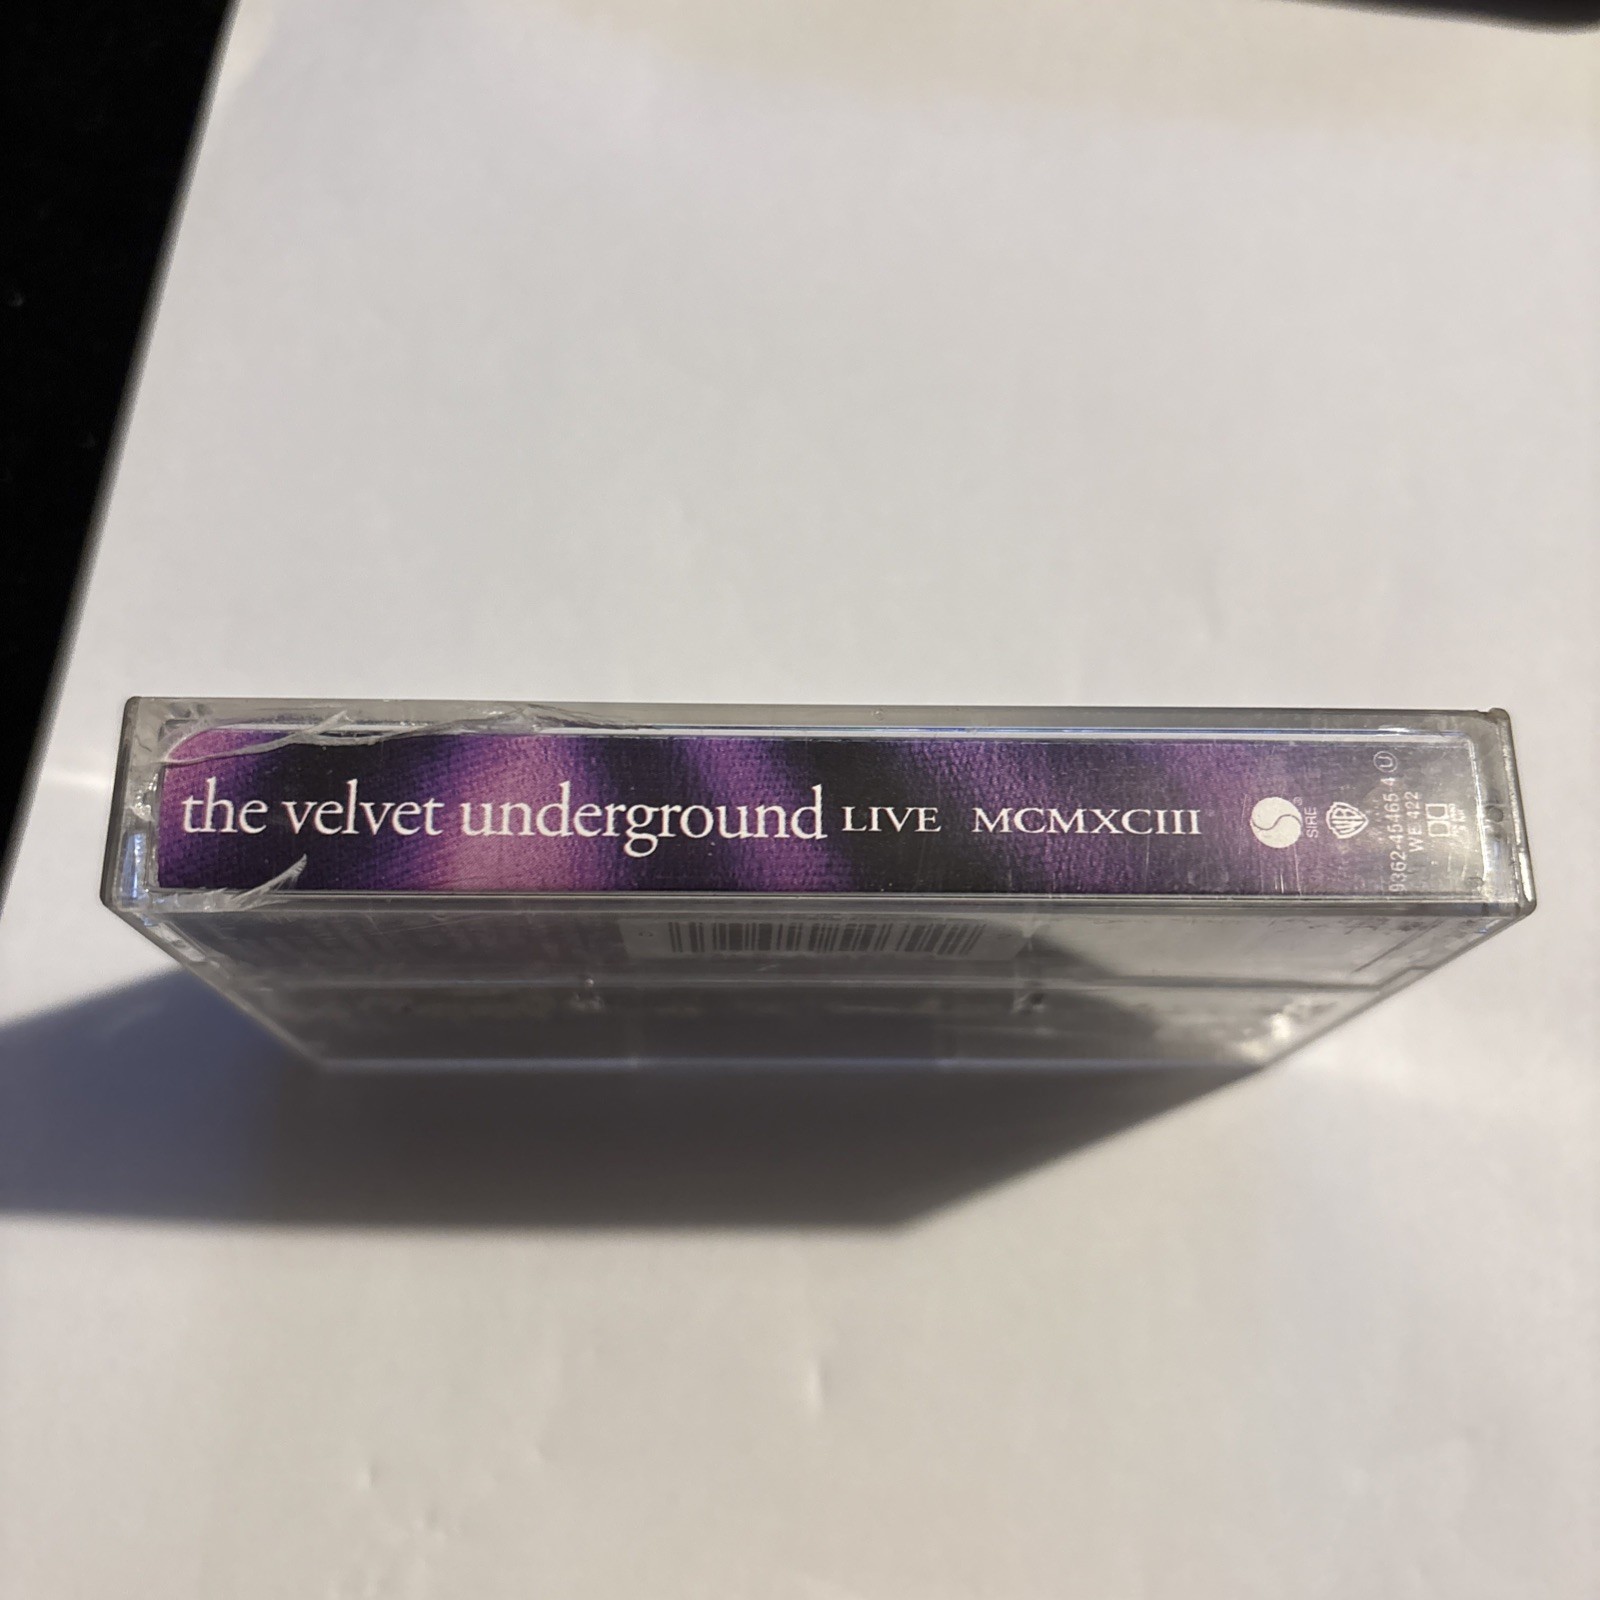 the velvet underground LIVE MCMXCIII
SIRE
®
WB
9362-45465-4 Ⓤ
WE 422